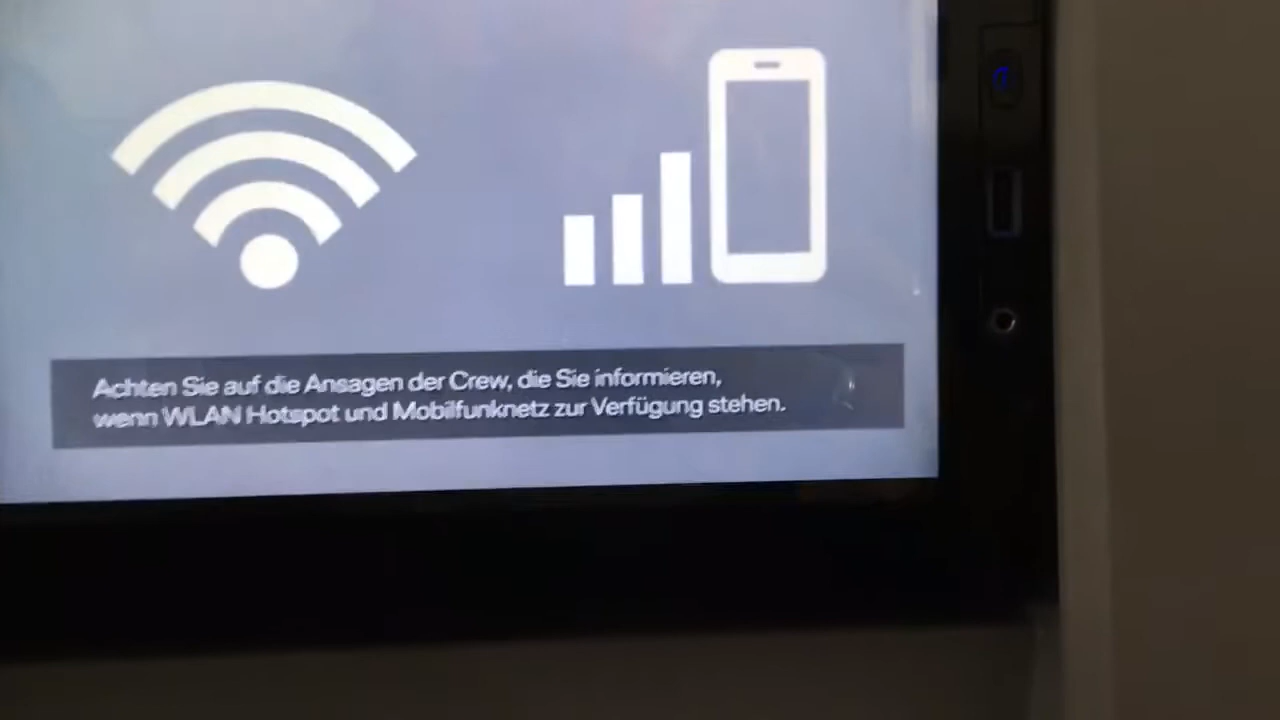 Achten Sie auf die Ansagen der Crew, die Sie informieren,
wenn WLAN Hotspot und Mobilfunknetz zur Verfügung stehen.